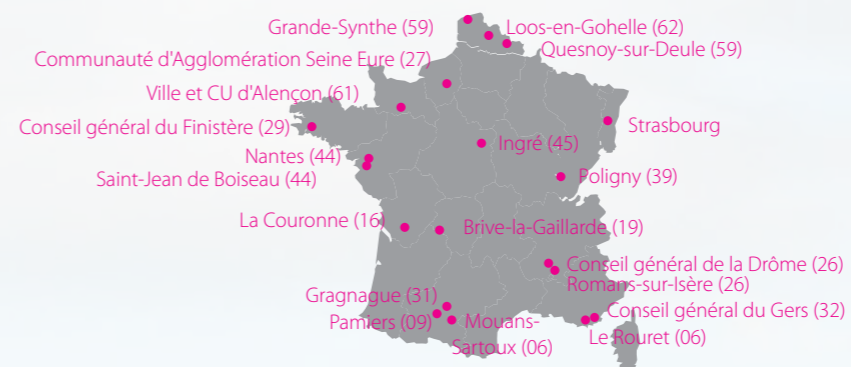 Grande-Synthe (59)
Loos-en-Gohelle (62)
Quesnoy-sur-Deule (59)
Communauté d'Agglomération Seine Eure (27)
Ville et CU d'Alençon (61)
Conseil général du Finistère (29)
Strasbourg
Ingré (45)
Nantes (44)
Saint-Jean de Boiseau (44)
Poligny (39)
La Couronne (16)
Brive-la-Gaillarde (19)
Conseil général de la Drôme (26)
Romans-sur-Isère (26)
Gragnague (31)
Conseil général du Gers (32)
Pamiers (09)
Mouans-
Sartoux (06)
Le Rouret (06)